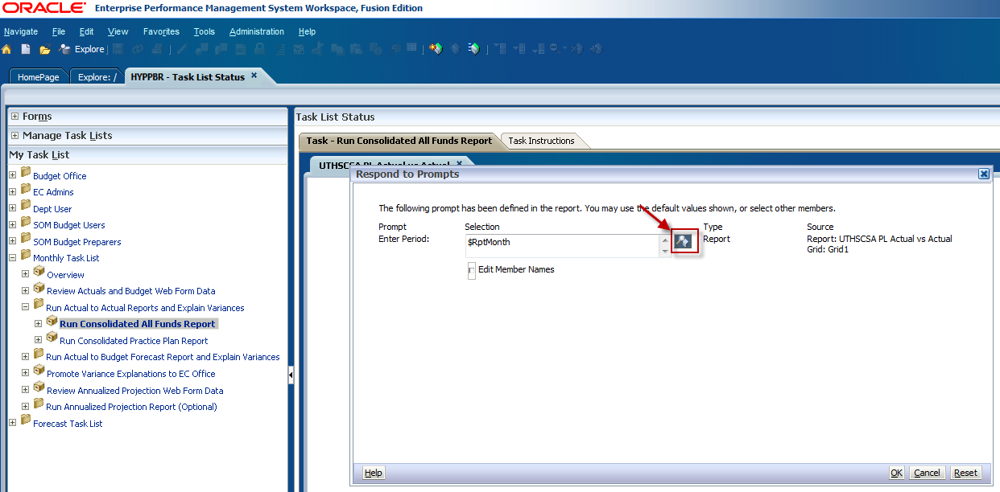 ORACLE® Enterprise Performance Management System Workspace, Fusion Edition
Navigate File Edit View Favorites Tools Administration Help
Explore
HomePage Explore: / HYPPBR - Task List Status
Forms
Manage Task Lists
My Task List
Budget Office
EC Admins
Dept User
SOM Budget Users
SOM Budget Preparers
Monthly Task List
Overview
Review Actuals and Budget Web Form Data
Run Actual to Actual Reports and Explain Variances
Run Consolidated All Funds Report
Run Consolidated Practice Plan Report
Run Actual to Budget Forecast Report and Explain Variances
Promote Variance Explanations to EC Office
Review Annualized Projection Web Form Data
Run Annualized Projection Report (Optional)
Forecast Task List
Task List Status
Task - Run Consolidated All Funds Report Task Instructions
UTHSCSA PL Actual vs Actual
Respond to Prompts
The following prompt has been defined in the report. You may use the default values shown, or select other members.
Prompt Selection Type Source
Enter Period: $RptMonth Report Report: UTHSCSA PL Actual vs Actual
Grid: Grid1
Edit Member Names
Help OK Cancel Reset